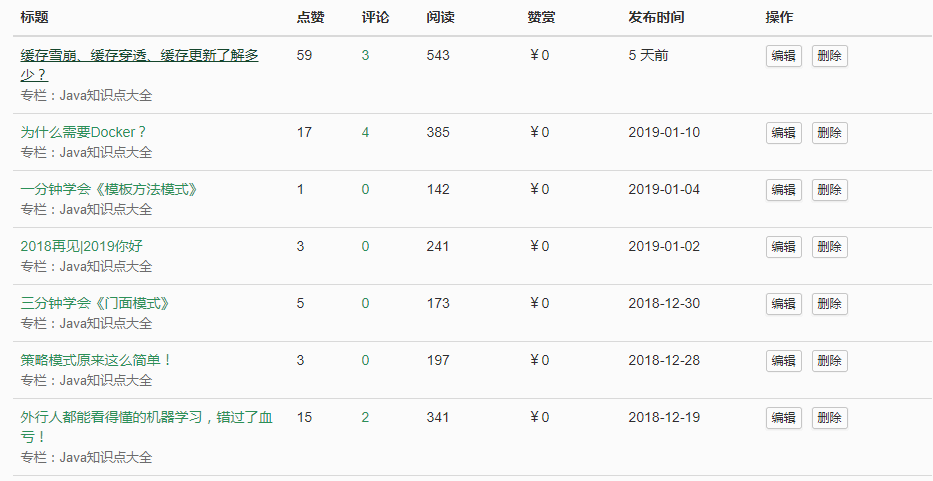 标题 点赞 评论 阅读 赞赏 发布时间 操作
缓存雪崩、缓存穿透、缓存更新了解多 59 3 543 ￥0 5 天前 编辑 删除
少？
专栏：Java知识点大全
为什么需要Docker？ 17 4 385 ￥0 2019-01-10 编辑 删除
专栏：Java知识点大全
一分钟学会《模板方法模式》 1 0 142 ￥0 2019-01-04 编辑 删除
专栏：Java知识点大全
2018再见|2019你好 3 0 241 ￥0 2019-01-02 编辑 删除
专栏：Java知识点大全
三分钟学会《门面模式》 5 0 173 ￥0 2018-12-30 编辑 删除
专栏：Java知识点大全
策略模式原来这么简单！ 3 0 197 ￥0 2018-12-28 编辑 删除
专栏：Java知识点大全
外行人都能看得懂的机器学习，错过了血 15 2 341 ￥0 2018-12-19 编辑 删除
亏！
专栏：Java知识点大全